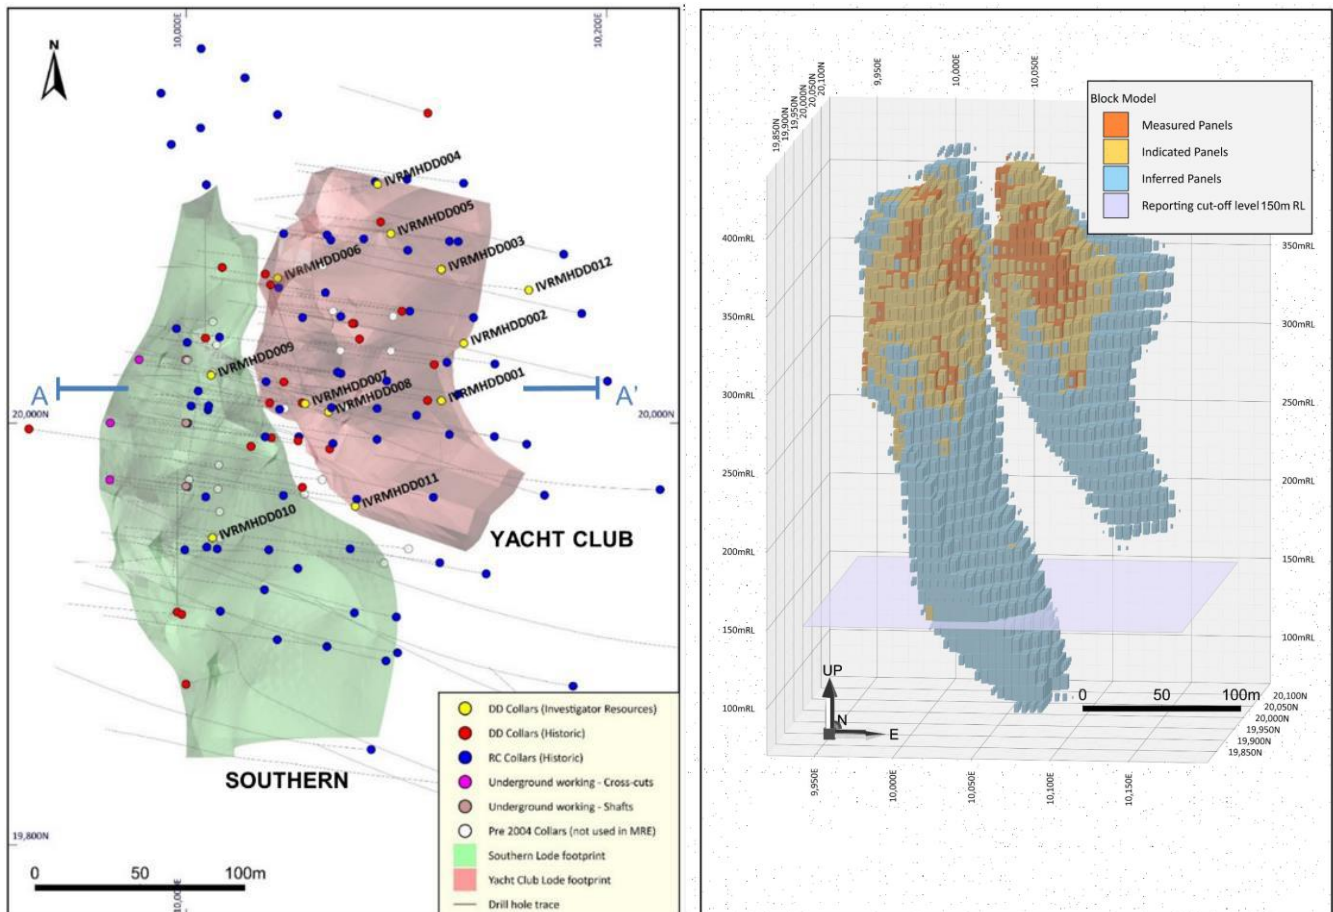 10,000E
10,200E
N
IVRMHDD004
IVRMHDD005
IVRMHDD003
IVRMHDD006
IVRMHDD012
IVRMHDD002
IVRMHDD009
IVRMHDD007
IVRMHDD008
IVRMHDD001
A
A'
20,000N
20,000N
IVRMHDD011
IVRMHDD010
YACHT CLUB
SOUTHERN
19,800N
0 50 100m
10,000E
DD Collars (Investigator Resources)
DD Collars (Historic)
RC Collars (Historic)
Underground working - Cross-cuts
Underground working - Shafts
Pre 2004 Collars (not used in MRE)
Southern Lode footprint
Yacht Club Lode footprint
Drill hole trace
9,950E
10,000E
10,050E
20,100N
20,050N
20,000N
19,950N
19,900N
19,850N
Block Model
Measured Panels
Indicated Panels
Inferred Panels
Reporting cut-off level 150m RL
400mRL
350mRL
300mRL
250mRL
200mRL
150mRL
100mRL
350mRL
300mRL
250mRL
200mRL
150mRL
100mRL
UP
N
E
0 50 100m
20,100N
20,050N
20,000N
19,950N
19,900N
19,850N
9,950E
10,000E
10,050E
10,100E
10,150E